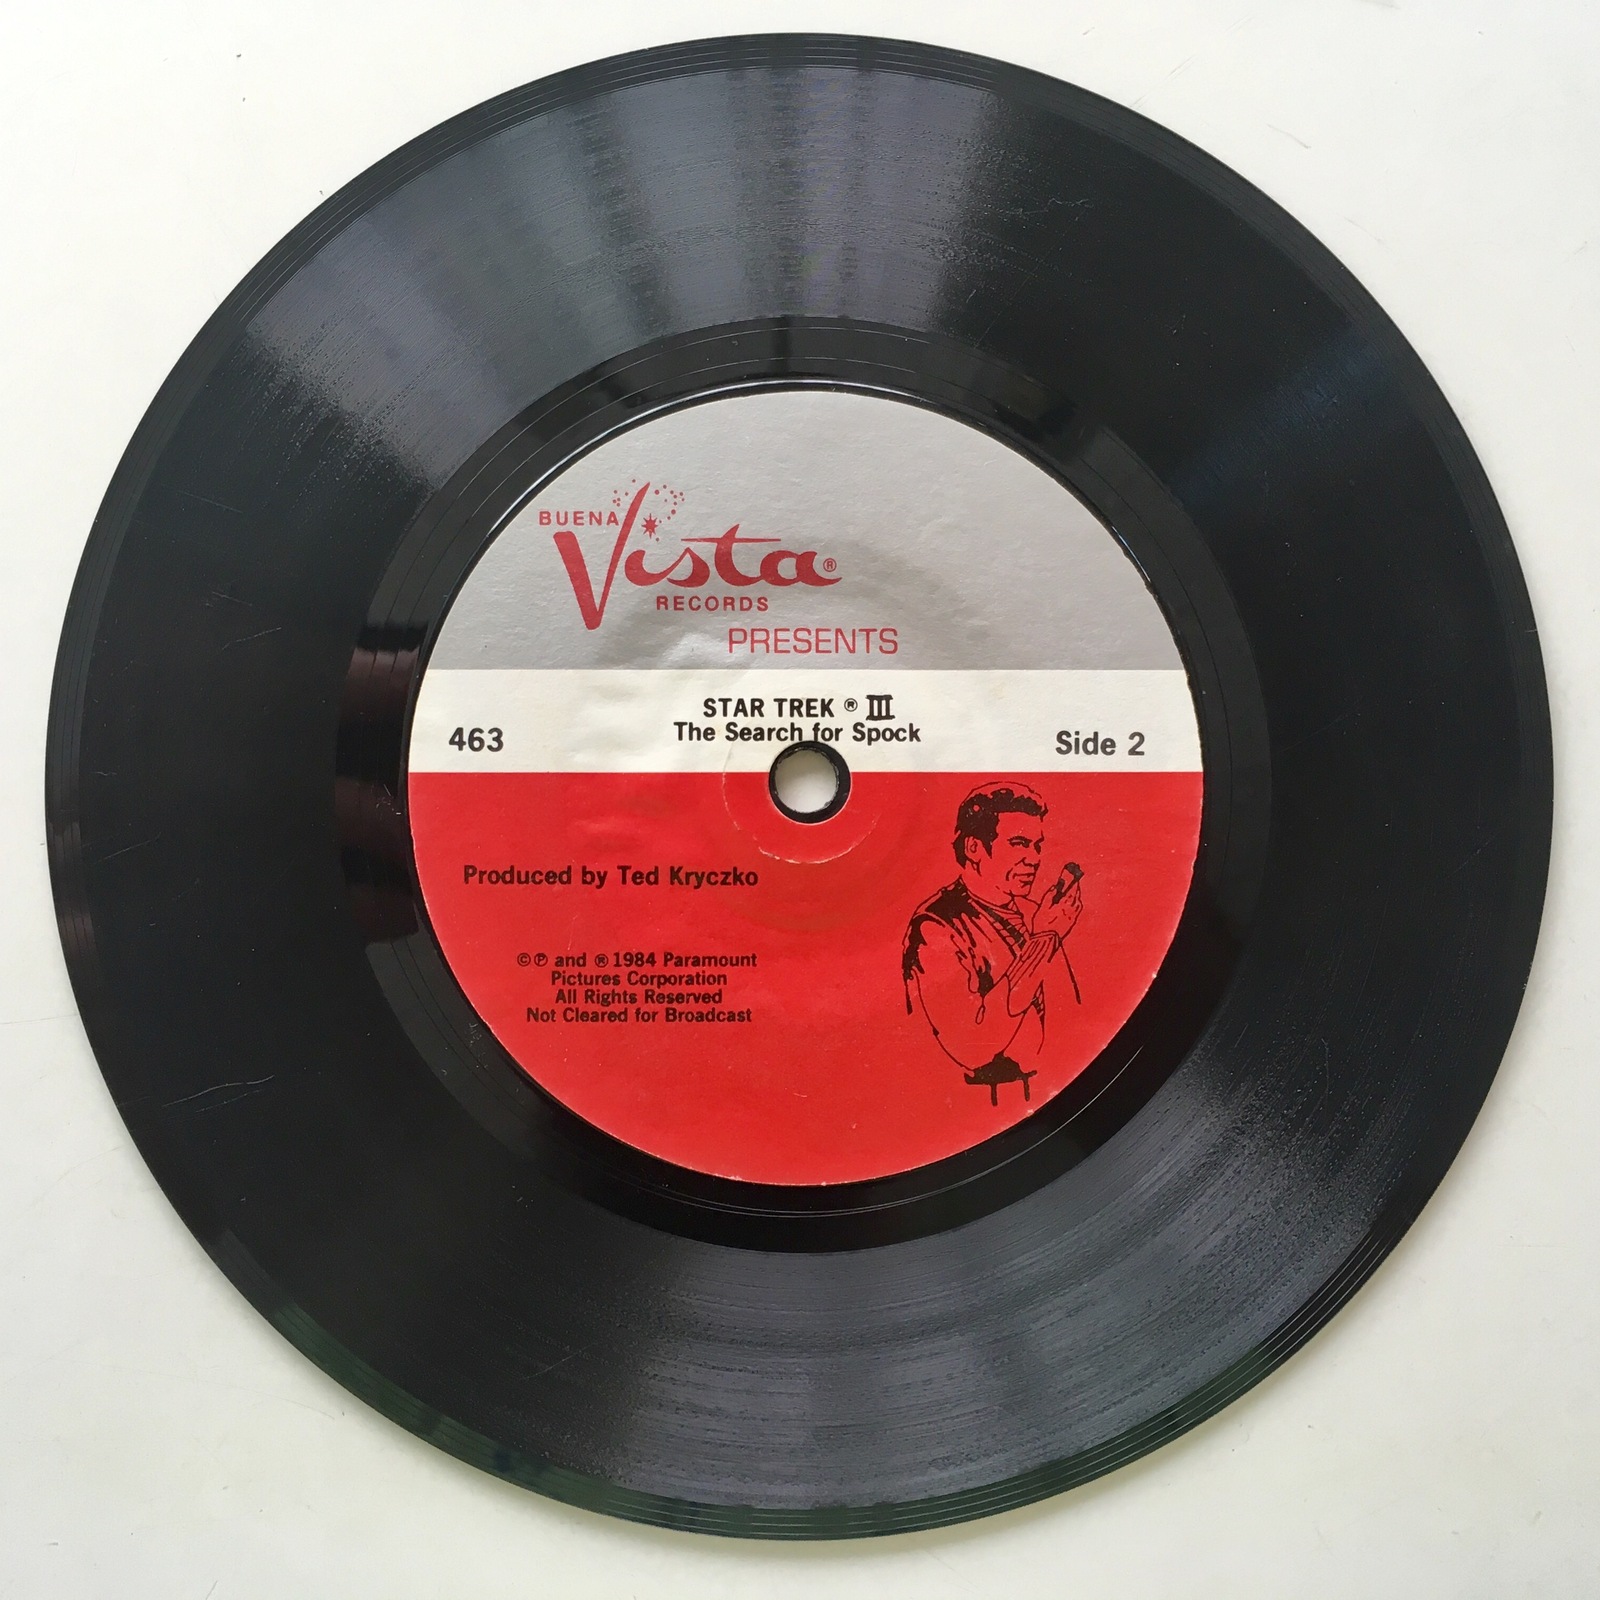 BUENA
Vista®
RECORDS
PRESENTS
STAR TREK ® III
The Search for Spock
463
Side 2
Produced by Ted Kryczko
©℗ and ® 1984 Paramount
Pictures Corporation
All Rights Reserved
Not Cleared for Broadcast